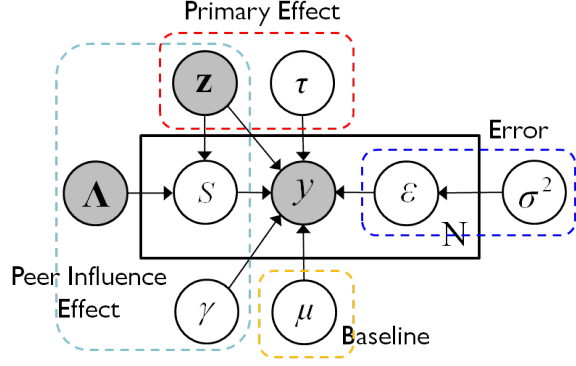 Primary Effect
z τ
Error
Λ S y ε σ²
N
Peer Influence
Effect
γ μ
Baseline